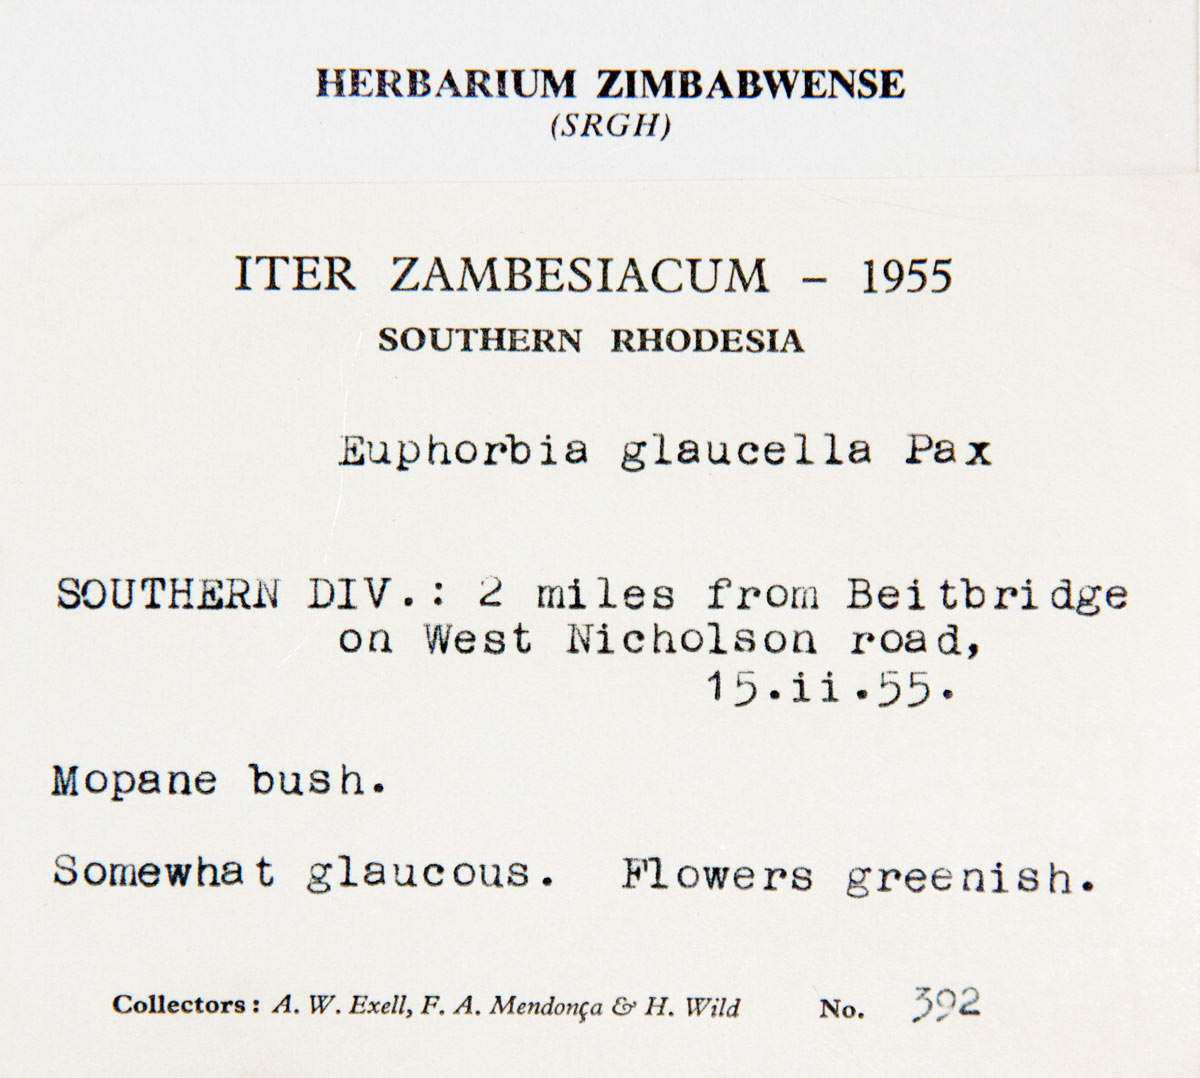 HERBARIUM ZIMBABWENSE
(SRGH)
ITER ZAMBESIACUM – 1955
SOUTHERN RHODESIA
Euphorbia glaucella Pax
SOUTHERN DIV.: 2 miles from Beitbridge
on West Nicholson road,
15.ii.55.
Mopane bush.
Somewhat glaucous. Flowers greenish.
Collectors: A. W. Exell, F. A. Mendonça & H. Wild No. 392